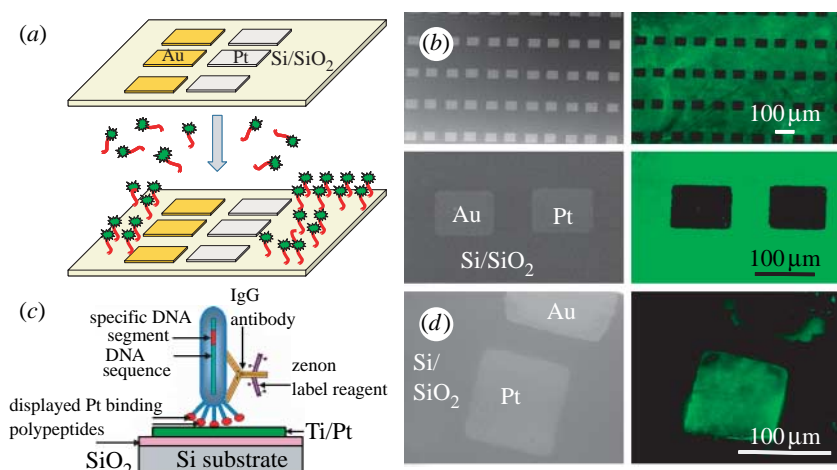 (a)
Au
Pt
Si/SiO2
(b)
100 µm
Au
Pt
Si/SiO2
100 µm
(c)
IgG
antibody
specific DNA
segment
DNA
sequence
zenon
label reagent
displayed Pt binding
polypeptides
Ti/Pt
SiO2
Si substrate
(d)
Au
Si/
SiO2
Pt
100 µm